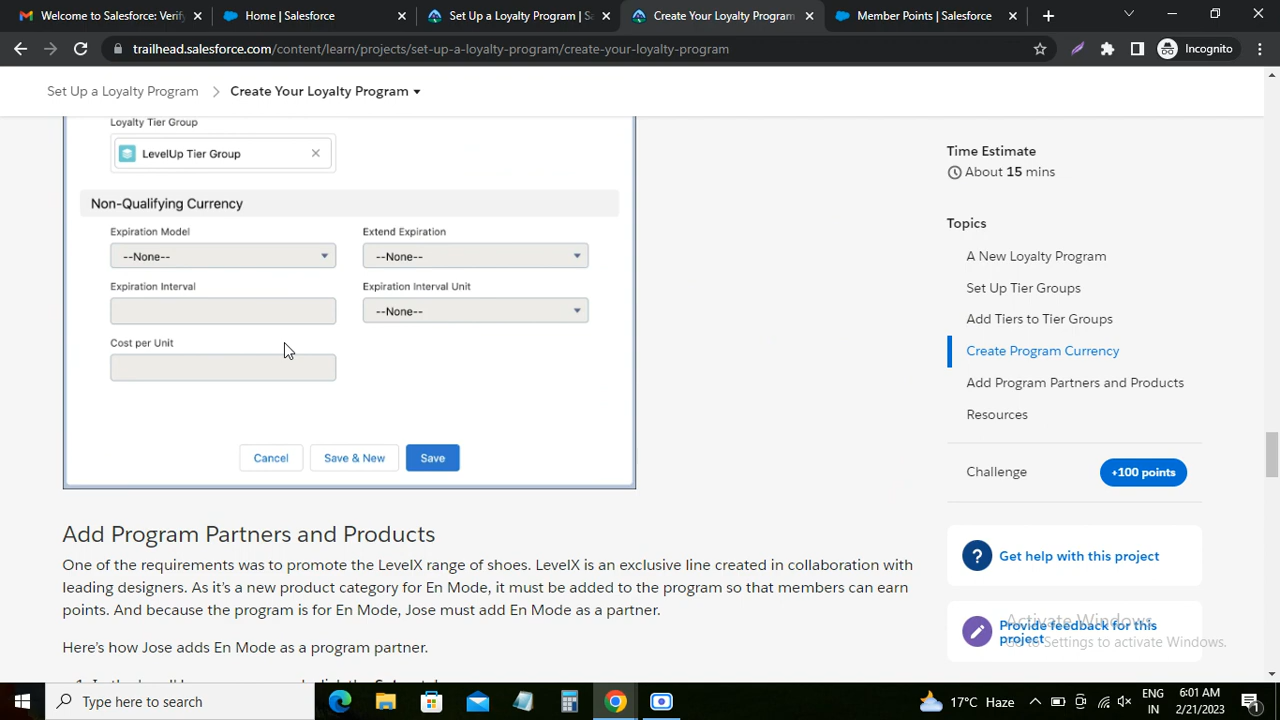 Welcome to Salesforce: Verify
Home | Salesforce
Set Up a Loyalty Program | Sa
Create Your Loyalty Program
Member Points | Salesforce
trailhead.salesforce.com/content/learn/projects/set-up-a-loyalty-program/create-your-loyalty-program
Incognito
Set Up a Loyalty Program > Create Your Loyalty Program
Loyalty Tier Group
LevelUp Tier Group
Non-Qualifying Currency
Expiration Model
Extend Expiration
--None--
--None--
Expiration Interval
Expiration Interval Unit
--None--
Cost per Unit
Cancel
Save & New
Save
Add Program Partners and Products
One of the requirements was to promote the LevelX range of shoes. LevelX is an exclusive line created in collaboration with
leading designers. As it's a new product category for En Mode, it must be added to the program so that members can earn
points. And because the program is for En Mode, Jose must add En Mode as a partner.
Here's how Jose adds En Mode as a program partner.
Time Estimate
About 15 mins
Topics
A New Loyalty Program
Set Up Tier Groups
Add Tiers to Tier Groups
Create Program Currency
Add Program Partners and Products
Resources
Challenge
+100 points
Get help with this project
Provide feedback for this
project
Activate Windows
Go to Settings to activate Windows.
Type here to search
17°C Haze
ENG
IN
6:01 AM
2/21/2023
1